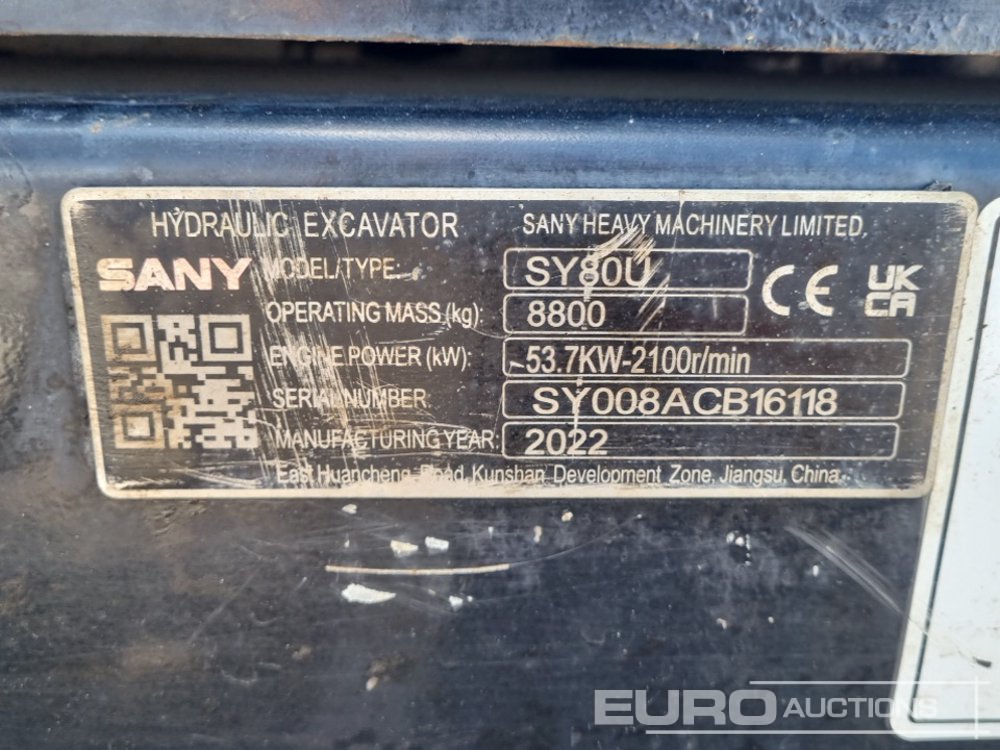 HYDRAULIC EXCAVATOR SANY HEAVY MACHINERY LIMITED
SANY
MODEL/TYPE: SY80U
OPERATING MASS (kg): 8800
ENGINE POWER (kW): 53.7KW-2100r/min
SERIAL NUMBER SY008ACB16118
MANUFACTURING YEAR: 2022
East Huancheng Road, Kunshan Development Zone, Jiangsu, China
CE
UK
CA
EURO AUCTIONS